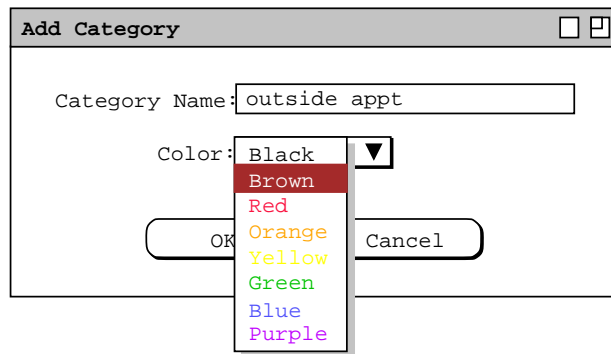 Add Category
Category Name: outside appt
Color: Black
Brown
Red
Orange
Yellow
Green
Blue
Purple
OK
Cancel